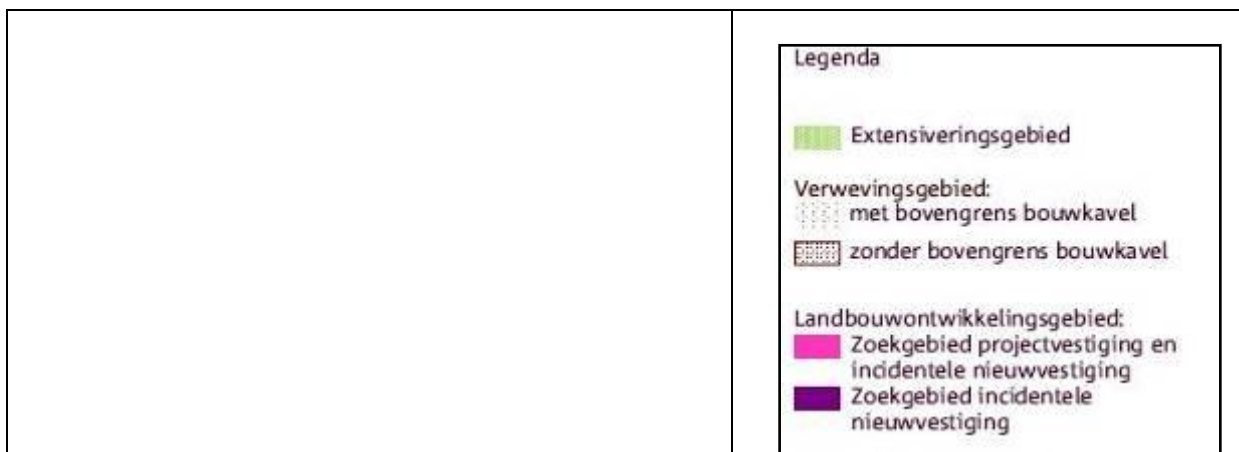 Legenda
Extensiveringsgebied
Verwevingsgebied:
met bovengrens bouwkavel
zonder bovengrens bouwkavel
Landbouwontwikkelingsgebied:
Zoekgebied projectvestiging en
incidentele nieuwvestiging
Zoekgebied incidentele
nieuwvestiging